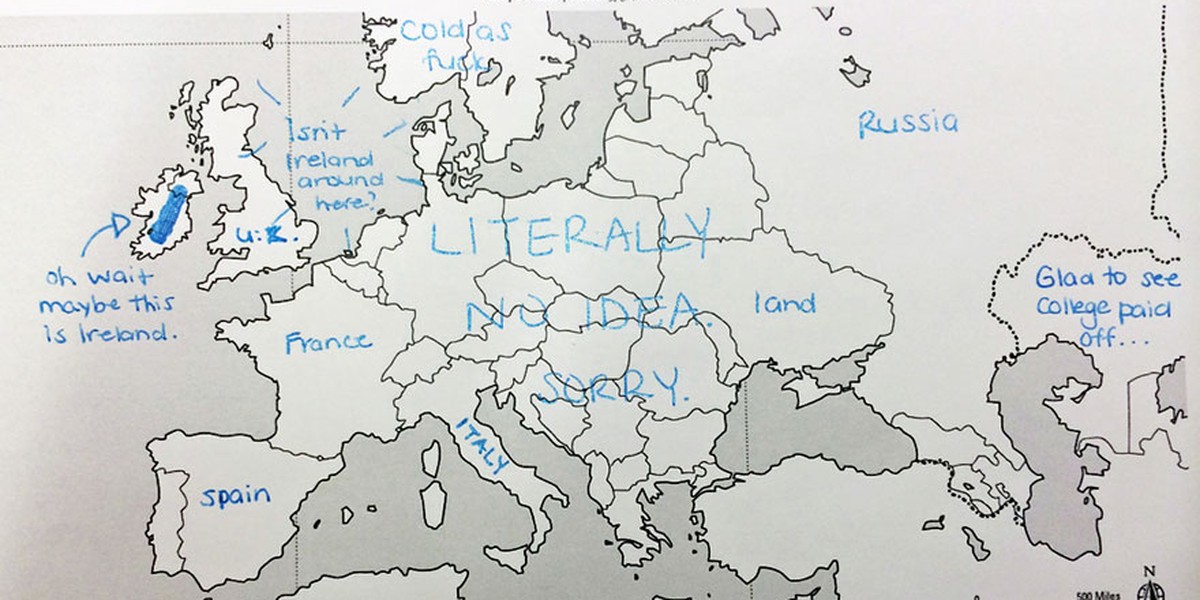 Cold as
fuck
Isn't
Ireland
around
here?
Russia
U.K.
oh wait
maybe this
is Ireland.
LITERALLY
NO IDEA.
SORRY.
land
France
Glad to see
College paid
off...
ITALY
spain
N
500 Miles